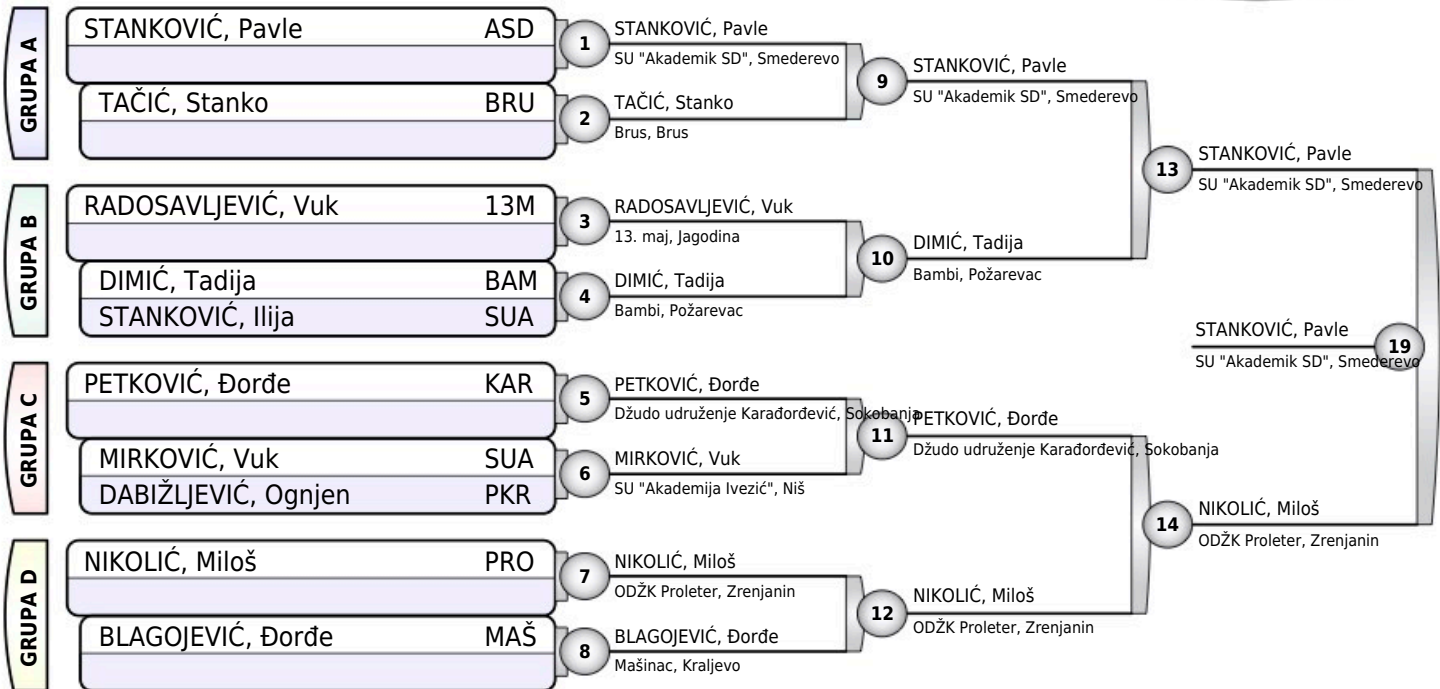 GRUPA A
STANKOVIĆ, Pavle ASD
TAČIĆ, Stanko BRU
GRUPA B
RADOSAVLJEVIĆ, Vuk 13M
DIMIĆ, Tadija BAM
STANKOVIĆ, Ilija SUA
GRUPA C
PETKOVIĆ, Đorđe KAR
MIRKOVIĆ, Vuk SUA
DABIŽLJEVIĆ, Ognjen PKR
GRUPA D
NIKOLIĆ, Miloš PRO
BLAGOJEVIĆ, Đorđe MAŠ
1
STANKOVIĆ, Pavle
SU "Akademik SD", Smederevo
2
TAČIĆ, Stanko
Brus, Brus
3
RADOSAVLJEVIĆ, Vuk
13. maj, Jagodina
4
DIMIĆ, Tadija
Bambi, Požarevac
5
PETKOVIĆ, Đorđe
Džudo udruženje Karađorđević, Sokobanja
6
MIRKOVIĆ, Vuk
SU "Akademija Ivezić", Niš
7
NIKOLIĆ, Miloš
ODŽK Proleter, Zrenjanin
8
BLAGOJEVIĆ, Đorđe
Mašinac, Kraljevo
9
STANKOVIĆ, Pavle
SU "Akademik SD", Smederevo
10
DIMIĆ, Tadija
Bambi, Požarevac
11
PETKOVIĆ, Đorđe
Džudo udruženje Karađorđević, Sokobanja
12
NIKOLIĆ, Miloš
ODŽK Proleter, Zrenjanin
13
STANKOVIĆ, Pavle
SU "Akademik SD", Smederevo
14
NIKOLIĆ, Miloš
ODŽK Proleter, Zrenjanin
STANKOVIĆ, Pavle
SU "Akademik SD", Smederevo
19